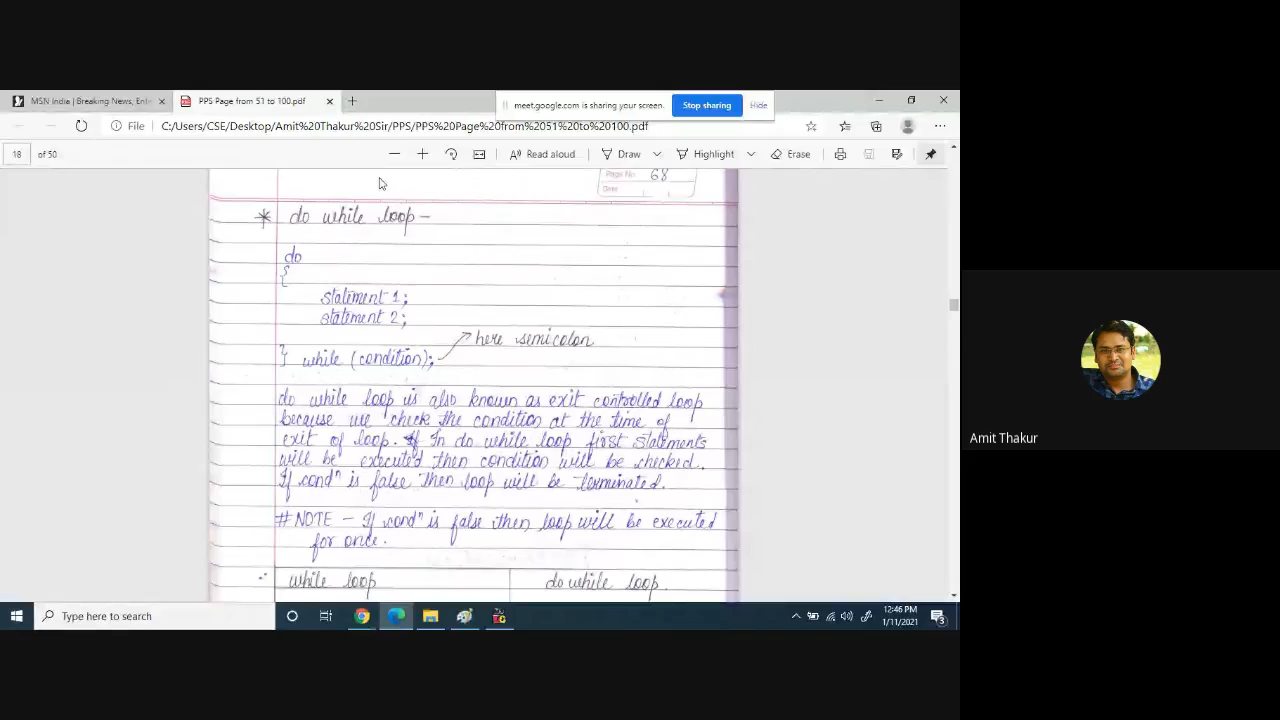 MSN India | Breaking News, Ente
PPS Page from 51 to 100.pdf
meet.google.com is sharing your screen.
Stop sharing
Hide
File
C:/Users/CSE/Desktop/Amit%20Thakur%20Sir/PPS/PPS%20Page%20from%2051%20to%20100.pdf
18 of 50
Read aloud
Draw
Highlight
Erase
Page No. 68
Date
* do while loop -
do
{
statement 1;
statement 2;
here semicolon
} while (condition);
do while loop is also known as exit controlled loop
because we check the condition at the time of
exit of loop. In do while loop first statements
will be executed then condition will be checked.
If condn is false then loop will be terminated.
# NOTE - If condn is false then loop will be executed
for once.
while loop do while loop.
Amit Thakur
Type here to search
12:46 PM
1/11/2021
3